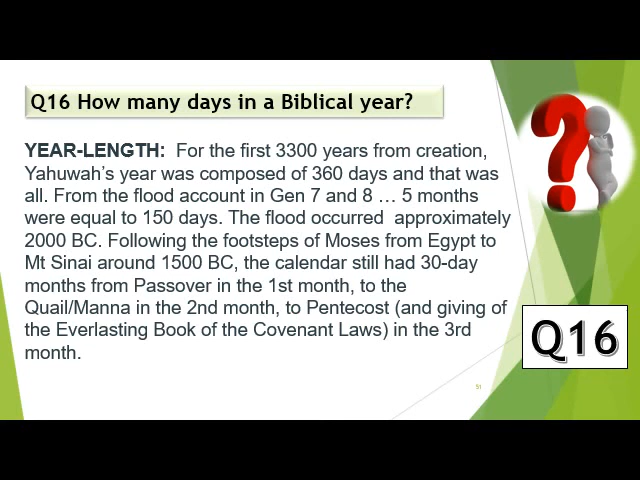 Q16 How many days in a Biblical year?
YEAR-LENGTH: For the first 3300 years from creation,
Yahuwah's year was composed of 360 days and that was
all. From the flood account in Gen 7 and 8 … 5 months
were equal to 150 days. The flood occurred approximately
2000 BC. Following the footsteps of Moses from Egypt to
Mt Sinai around 1500 BC, the calendar still had 30-day
months from Passover in the 1st month, to the
Quail/Manna in the 2nd month, to Pentecost (and giving of
the Everlasting Book of the Covenant Laws) in the 3rd
month.
Q16
51